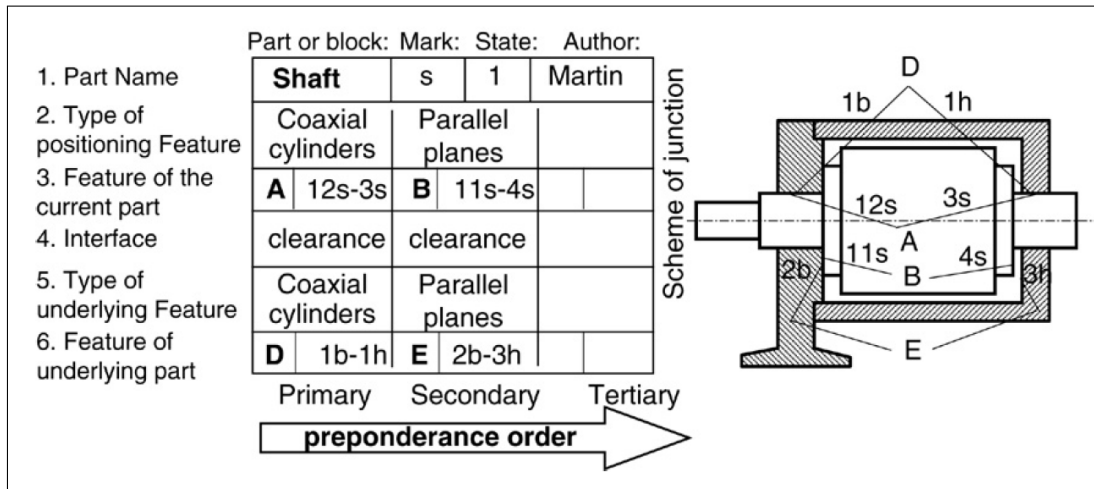 Part or block: Mark: State: Author:
1. Part Name
Shaft s 1 Martin
2. Type of
positioning Feature
Coaxial
cylinders
Parallel
planes
3. Feature of the
current part
A 12s-3s B 11s-4s
4. Interface
clearance clearance
5. Type of
underlying Feature
Coaxial
cylinders
Parallel
planes
6. Feature of
underlying part
D 1b-1h E 2b-3h
Primary Secondary Tertiary
preponderance order
Scheme of junction
D
1b 1h
12s 3s
A
11s 4s
B
2b 3h
E